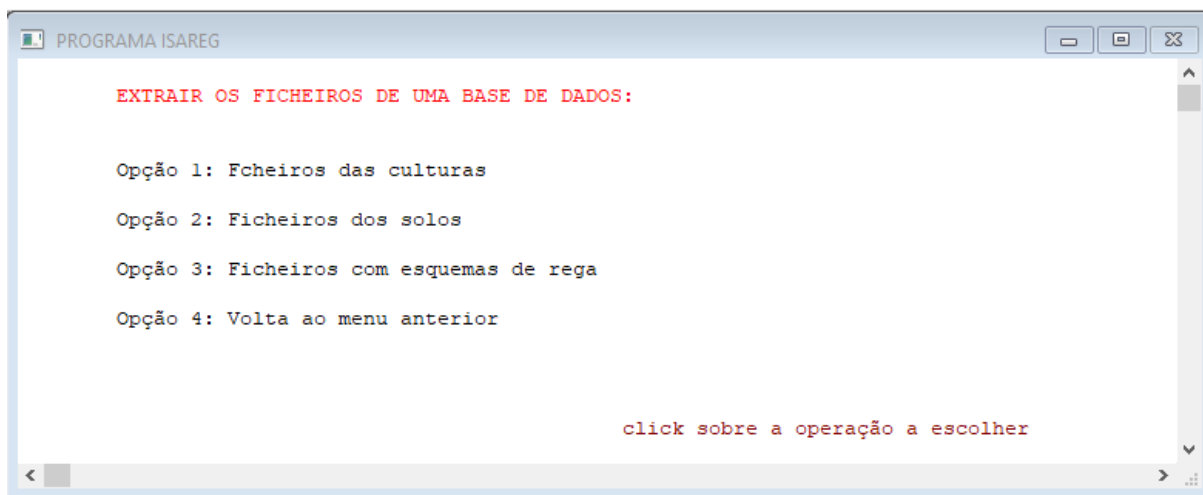 PROGRAMA ISAREG
EXTRAIR OS FICHEIROS DE UMA BASE DE DADOS:
Opção 1: Fcheiros das culturas
Opção 2: Ficheiros dos solos
Opção 3: Ficheiros com esquemas de rega
Opção 4: Volta ao menu anterior
click sobre a operação a escolher